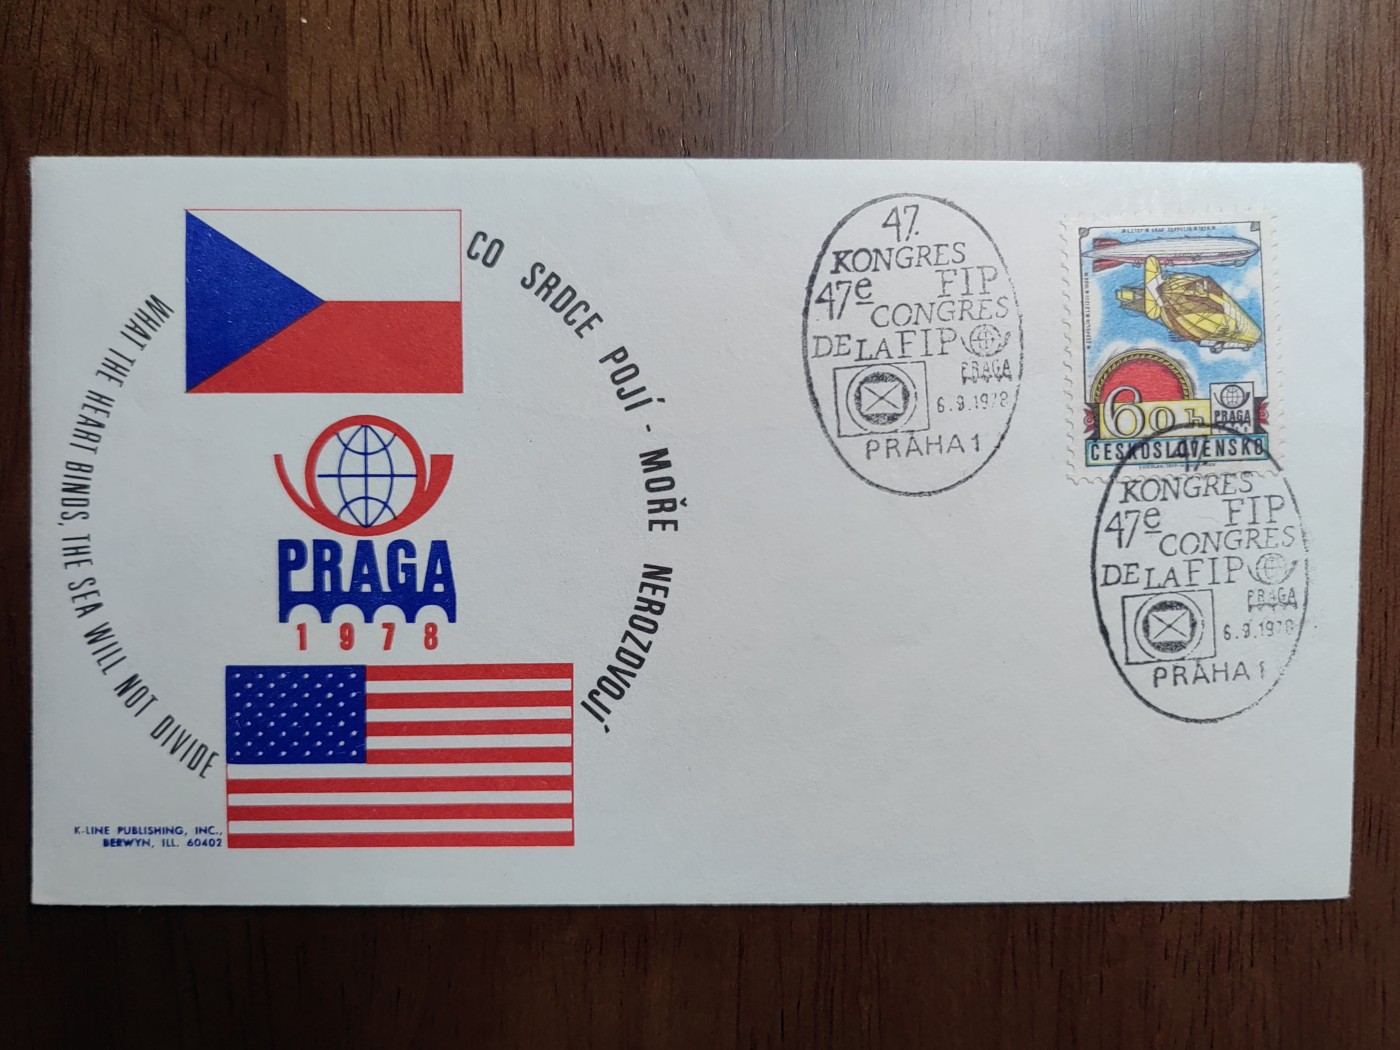 WHAT THE HEART BINDS, THE SEA WILL NOT DIVIDE
CO SRDCE POJÍ - MOŘE NEROZDVOJÍ
PRAGA
1978
K-LINE PUBLISHING, INC.,
BERWYN, ILL. 60402
47.
KONGRES
47e FIP
CONGRES
DE LA FIP
PRAGA
6.9.1978
PRAHA 1
60 h
PRAGA
ČESKOSLOVENSKO
47.
KONGRES
47e FIP
CONGRES
DE LA FIP
PRAGA
6.9.1978
PRAHA 1